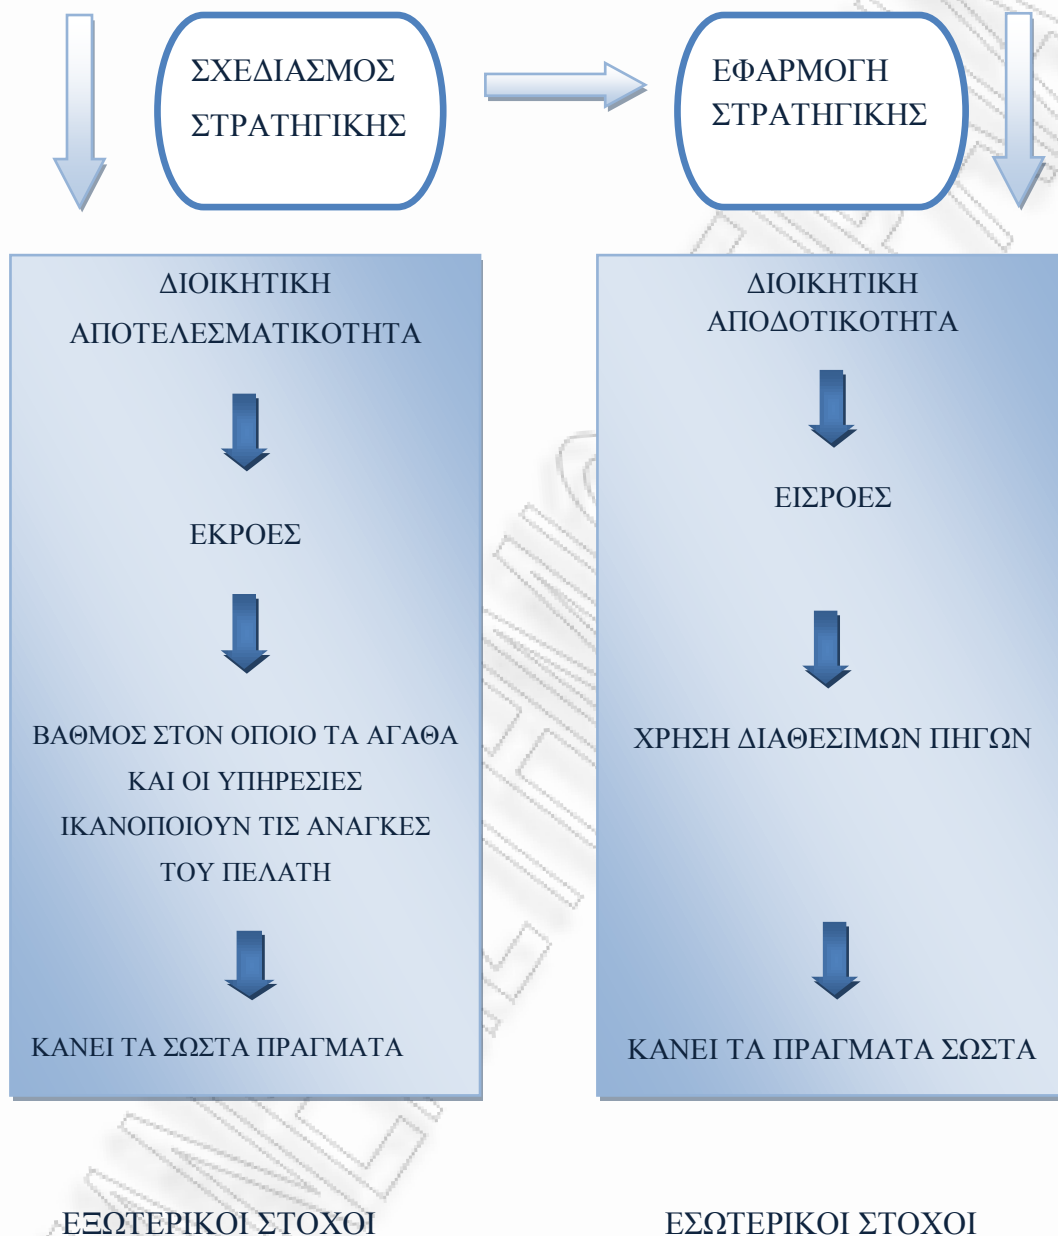 ΣΧΕΔΙΑΣΜΟΣ
ΣΤΡΑΤΗΓΙΚΗΣ
ΕΦΑΡΜΟΓΗ
ΣΤΡΑΤΗΓΙΚΗΣ
ΔΙΟΙΚΗΤΙΚΗ
ΑΠΟΤΕΛΕΣΜΑΤΙΚΟΤΗΤΑ
ΕΚΡΟΕΣ
ΒΑΘΜΟΣ ΣΤΟΝ ΟΠΟΙΟ ΤΑ ΑΓΑΘΑ
ΚΑΙ ΟΙ ΥΠΗΡΕΣΙΕΣ
ΙΚΑΝΟΠΟΙΟΥΝ ΤΙΣ ΑΝΑΓΚΕΣ
ΤΟΥ ΠΕΛΑΤΗ
ΚΑΝΕΙ ΤΑ ΣΩΣΤΑ ΠΡΑΓΜΑΤΑ
ΔΙΟΙΚΗΤΙΚΗ
ΑΠΟΔΟΤΙΚΟΤΗΤΑ
ΕΙΣΡΟΕΣ
ΧΡΗΣΗ ΔΙΑΘΕΣΙΜΩΝ ΠΗΓΩΝ
ΚΑΝΕΙ ΤΑ ΠΡΑΓΜΑΤΑ ΣΩΣΤΑ
ΕΞΩΤΕΡΙΚΟΙ ΣΤΟΧΟΙ
ΕΣΩΤΕΡΙΚΟΙ ΣΤΟΧΟΙ